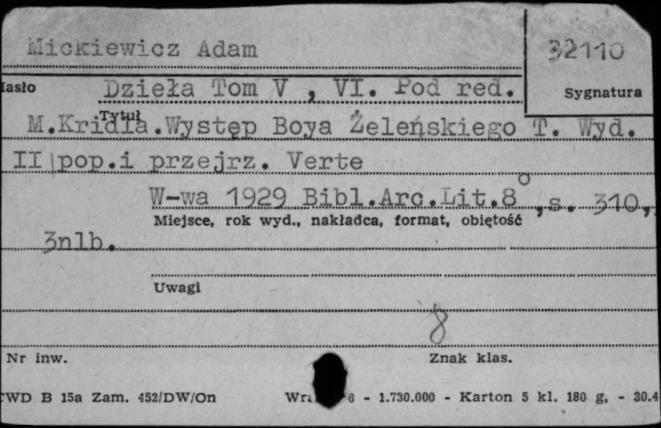 Mickiewicz Adam 32110
Hasło Dzieła Tom V , VI. Pod red. Sygnatura
Tytuł
M.Kridla.Występ Boya Żeleńskiego T. Wyd.
II pop.i przejrz. Verte
W-wa 1929 Bibl.Arc.Lit.8° ,s. 310,
Miejsce, rok wyd., nakładca, format, objętość
3nlb.
Uwagi
8
Nr inw. Znak klas.
CWD B 15a Zam. 452/DW/On - 1.730.000 - Karton 5 kl. 180 g, - 30.4